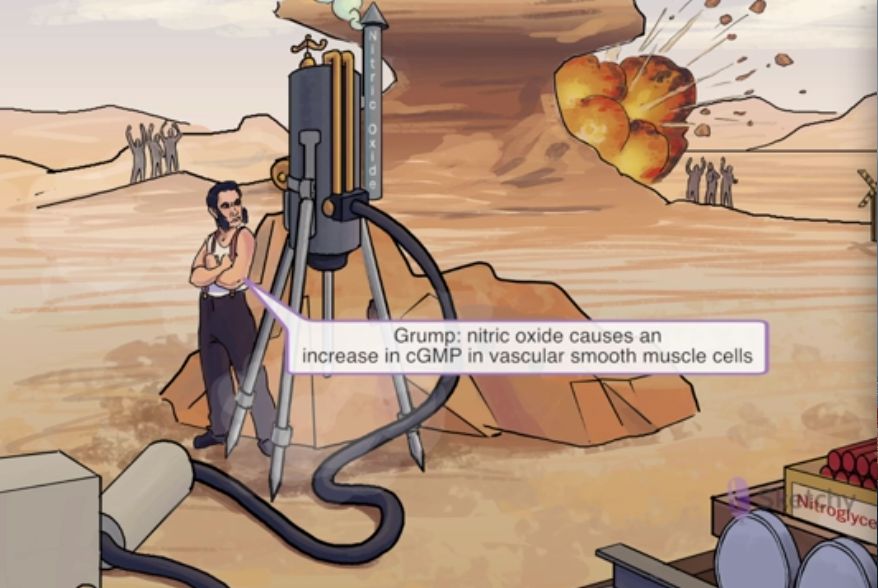 Nitric Oxide
Grump: nitric oxide causes an
increase in cGMP in vascular smooth muscle cells
Sketchy
Nitroglyce